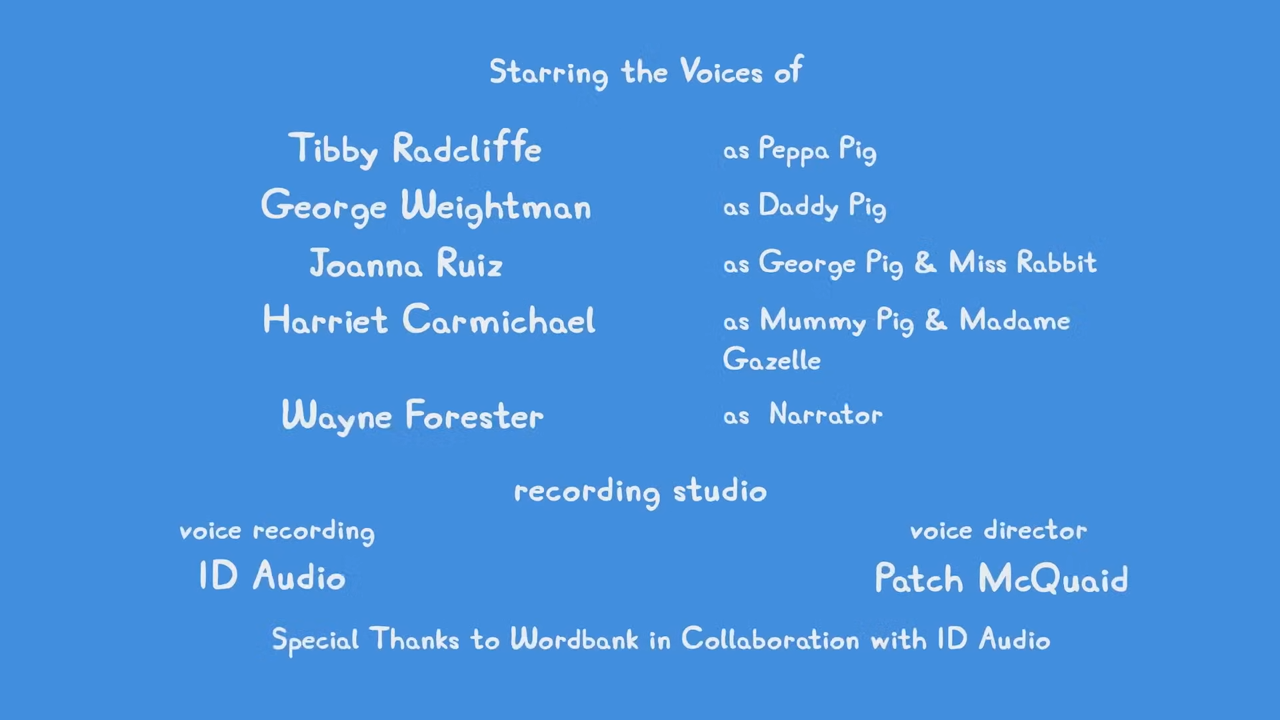 Starring the Voices of
Tibby Radcliffe as Peppa Pig
George Weightman as Daddy Pig
Joanna Ruiz as George Pig & Miss Rabbit
Harriet Carmichael as Mummy Pig & Madame
Gazelle
Wayne Forester as Narrator
recording studio
voice recording voice director
ID Audio Patch McQuaid
Special Thanks to Wordbank in Collaboration with ID Audio